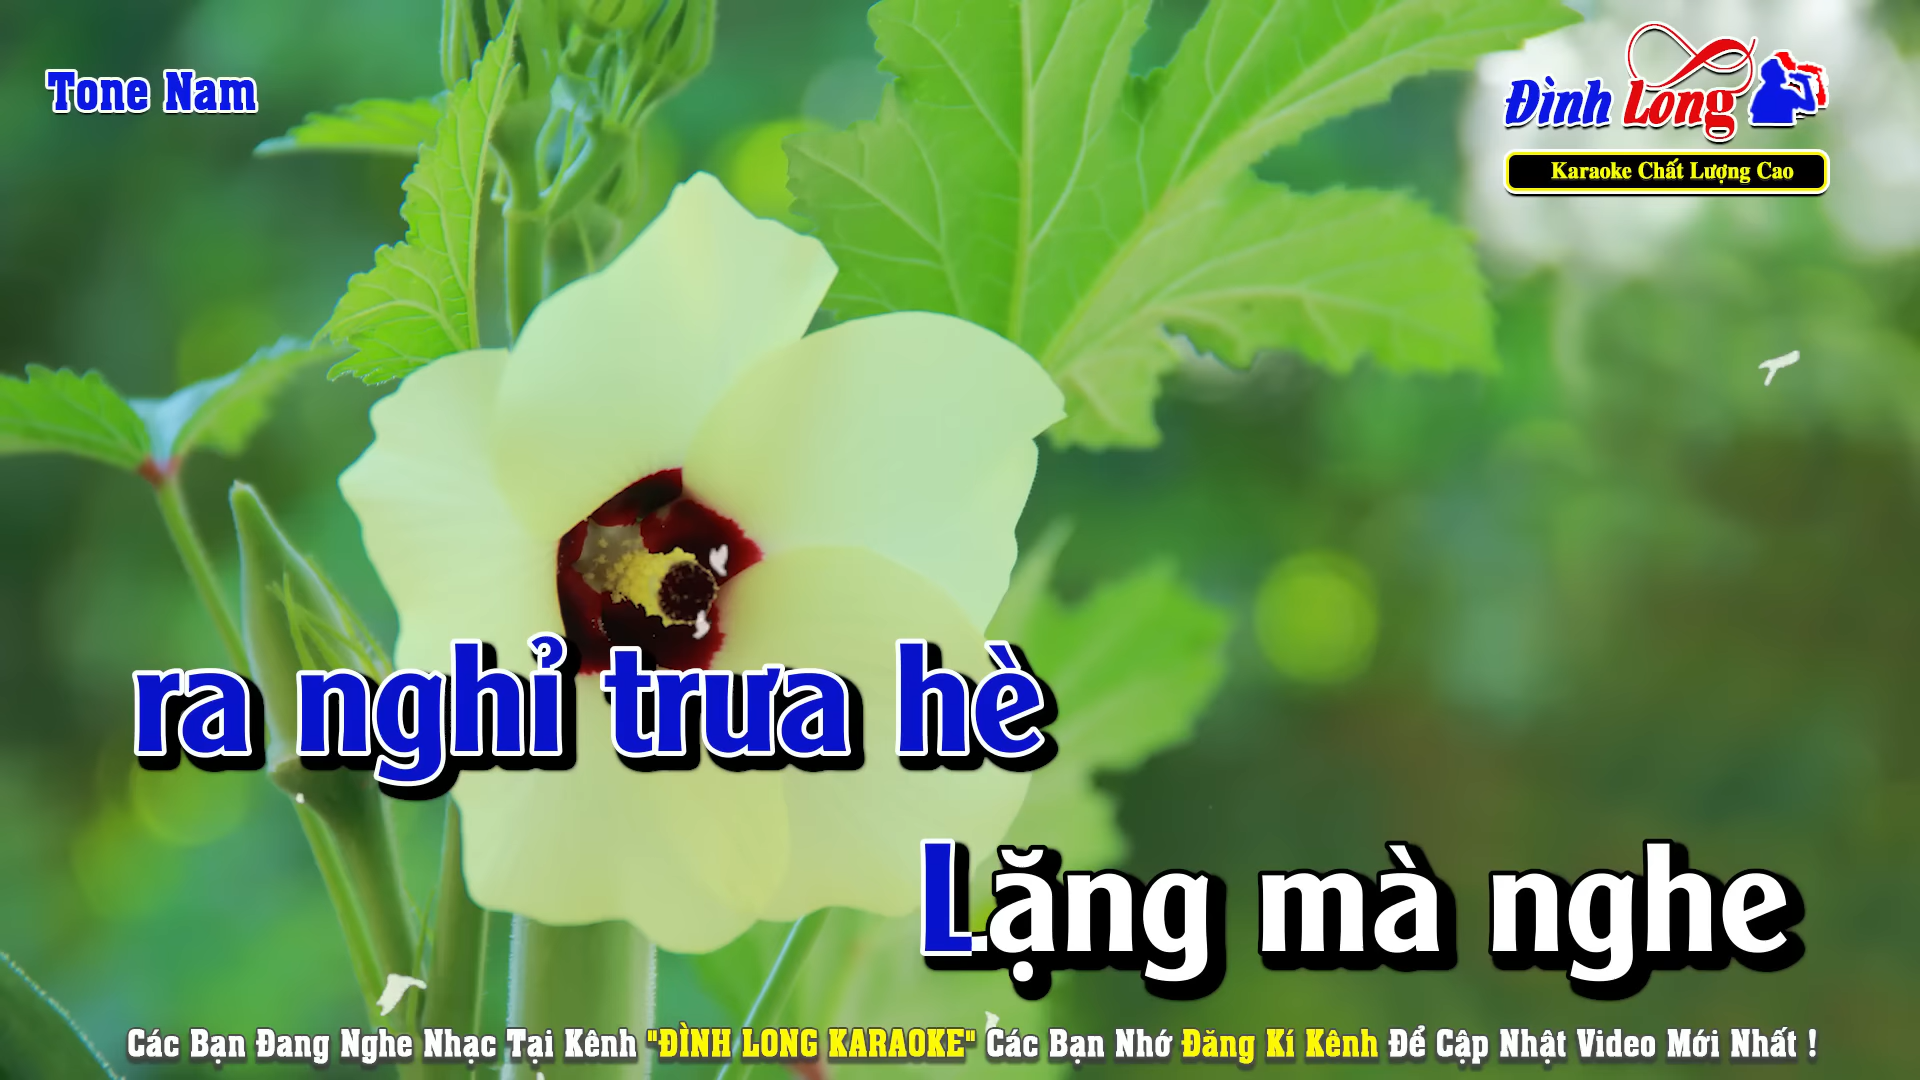 Tone Nam
Đình Long
Karaoke Chất Lượng Cao
ra nghỉ trưa hè
Lặng mà nghe
Các Bạn Đang Nghe Nhạc Tại Kênh "ĐÌNH LONG KARAOKE" Các Bạn Nhớ Đăng Kí Kênh Để Cập Nhật Video Mới Nhất !